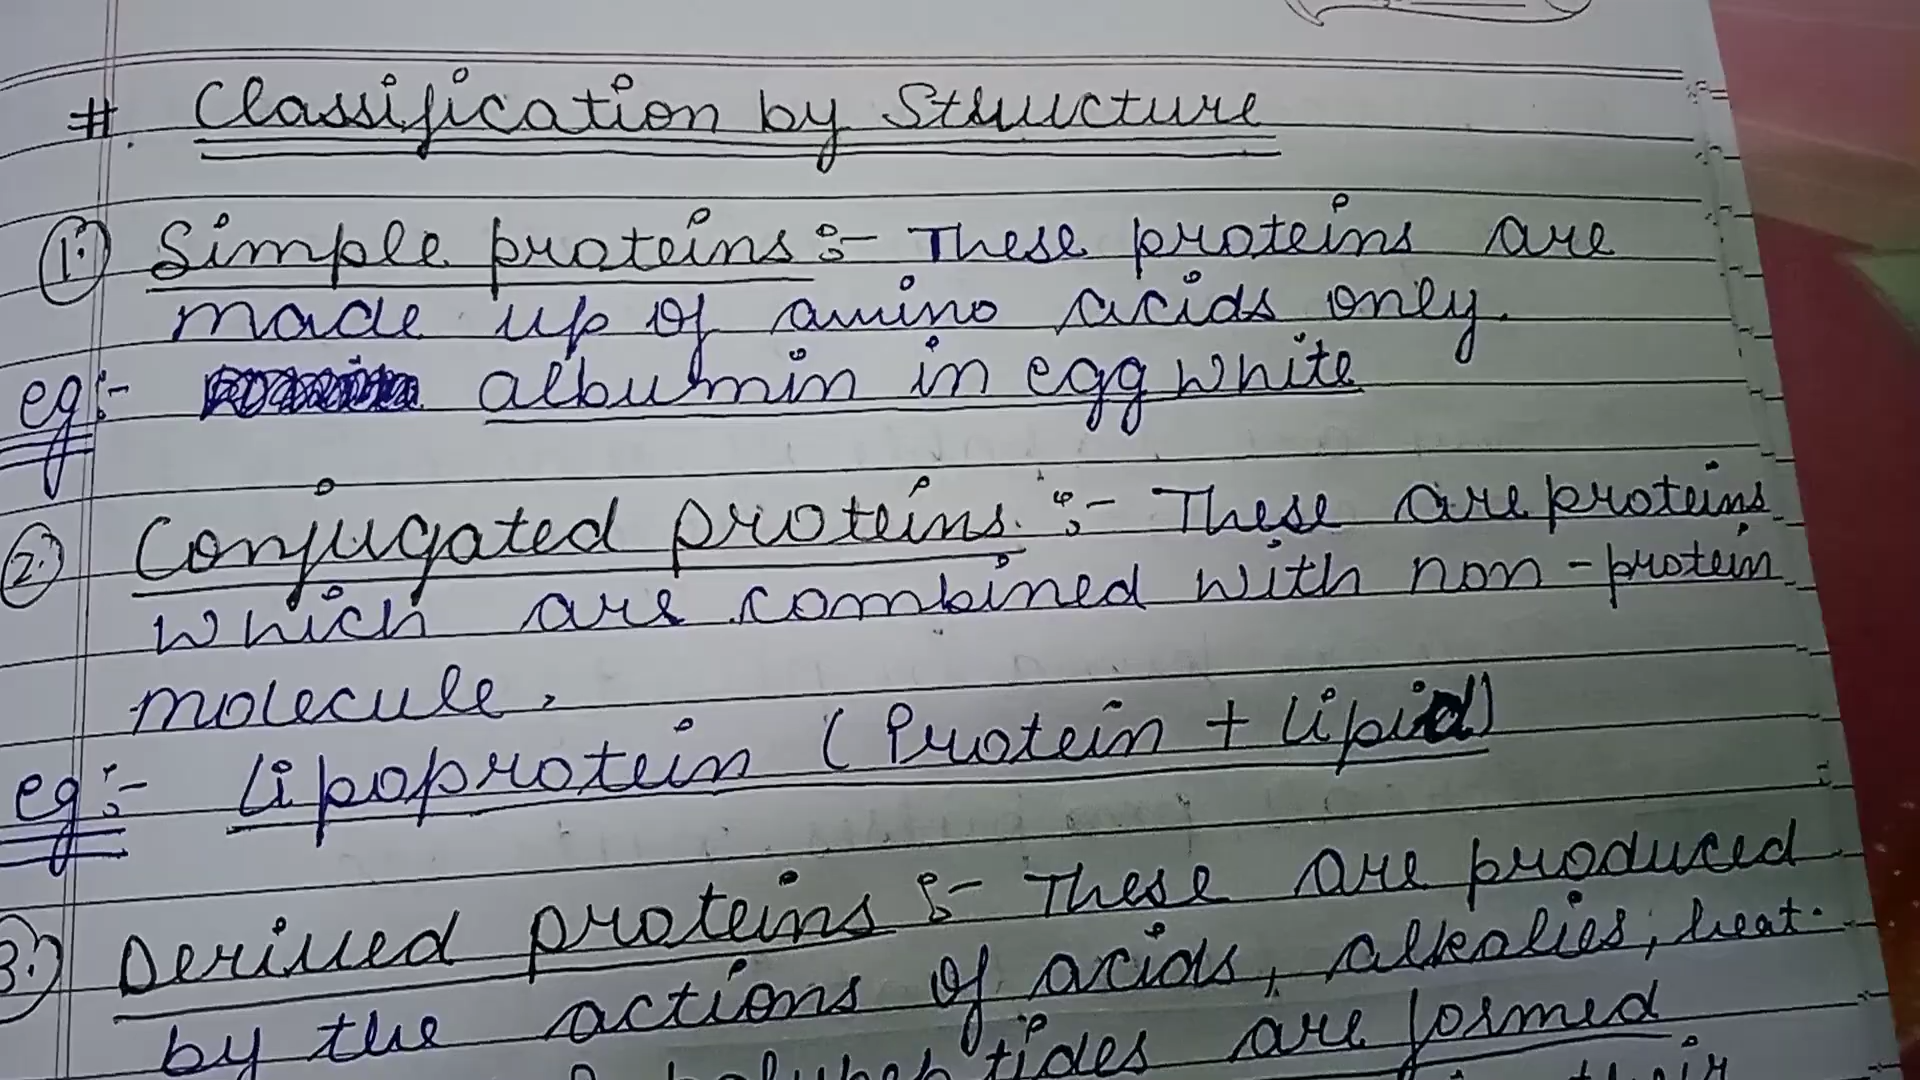 # Classification by Structure
1. Simple proteins :- These proteins are
made up of amino acids only.
eg:- albumin in egg white
2. Conjugated proteins :- These are proteins
which are combined with non-protein
molecule.
eg:- Lipoprotein (Protein + Lipid)
3. Derived proteins :- These are produced
by the actions of acids, alkalies, heat.
polypeptides are formed
their